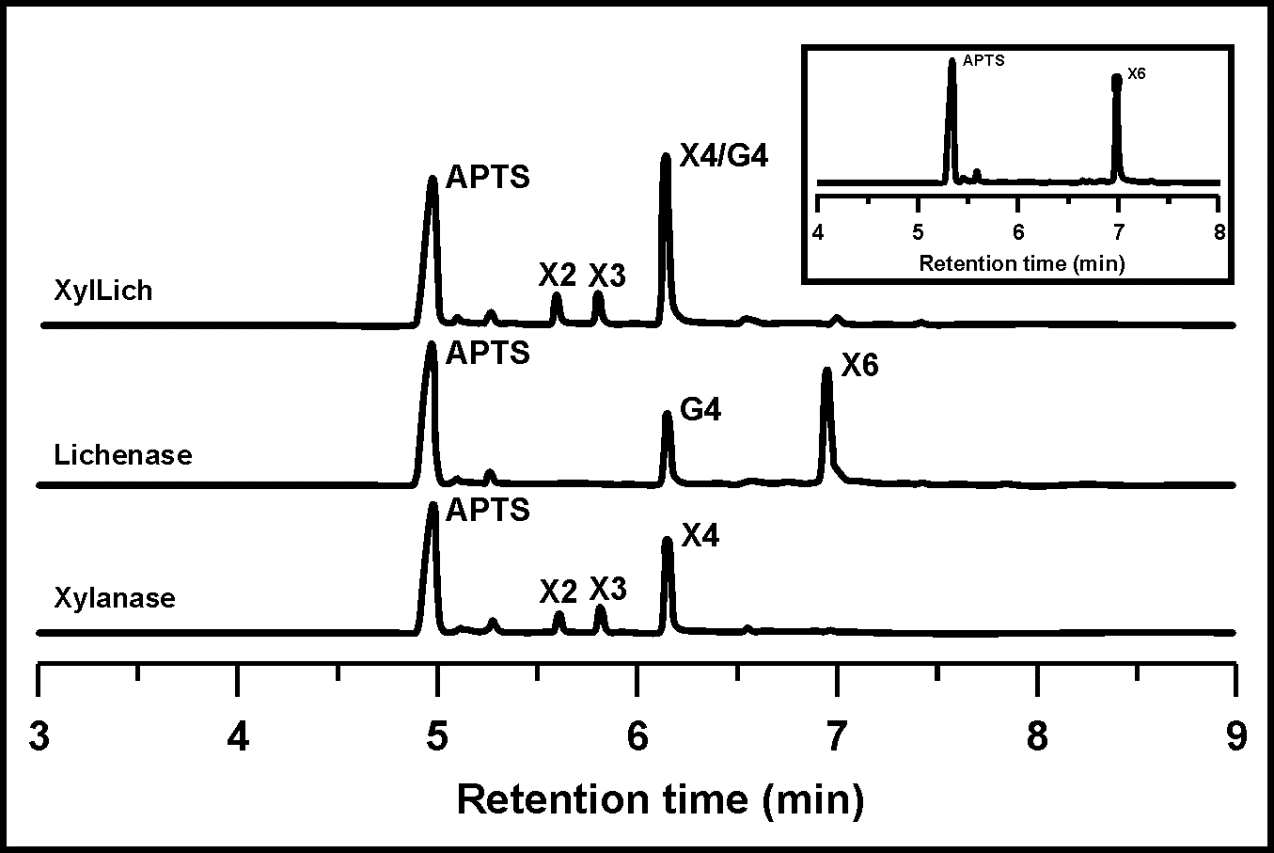 APTS
X6
4 5 6 7 8
Retention time (min)
X4/G4
APTS
X2 X3
XylLich
APTS
X6
G4
Lichenase
APTS
X4
X2 X3
Xylanase
3 4 5 6 7 8 9
Retention time (min)